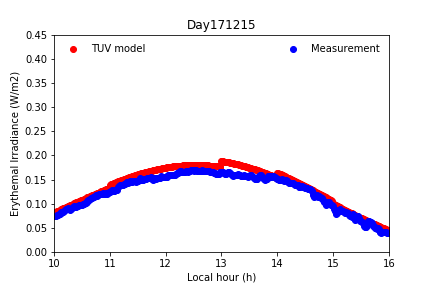 Day171215
TUV model
Measurement
Erythemal Irradiance (W/m2)
0.45
0.40
0.35
0.30
0.25
0.20
0.15
0.10
0.05
0.00
10 11 12 13 14 15 16
Local hour (h)